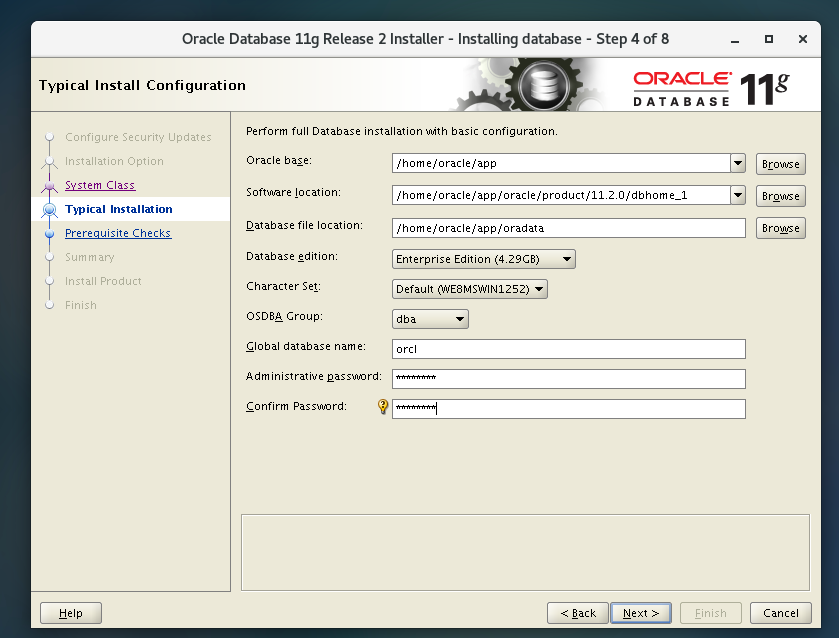 Oracle Database 11g Release 2 Installer - Installing database - Step 4 of 8
Typical Install Configuration
ORACLE
DATABASE 11g
Configure Security Updates
Installation Option
System Class
Typical Installation
Prerequisite Checks
Summary
Install Product
Finish
Perform full Database installation with basic configuration.
Oracle base: /home/oracle/app Browse
Software location: /home/oracle/app/oracle/product/11.2.0/dbhome_1 Browse
Database file location: /home/oracle/app/oradata Browse
Database edition: Enterprise Edition (4.29GB)
Character Set: Default (WE8MSWIN1252)
OSDBA Group: dba
Global database name: orcl
Administrative password: ********
Confirm Password: ********
Help < Back Next > Finish Cancel